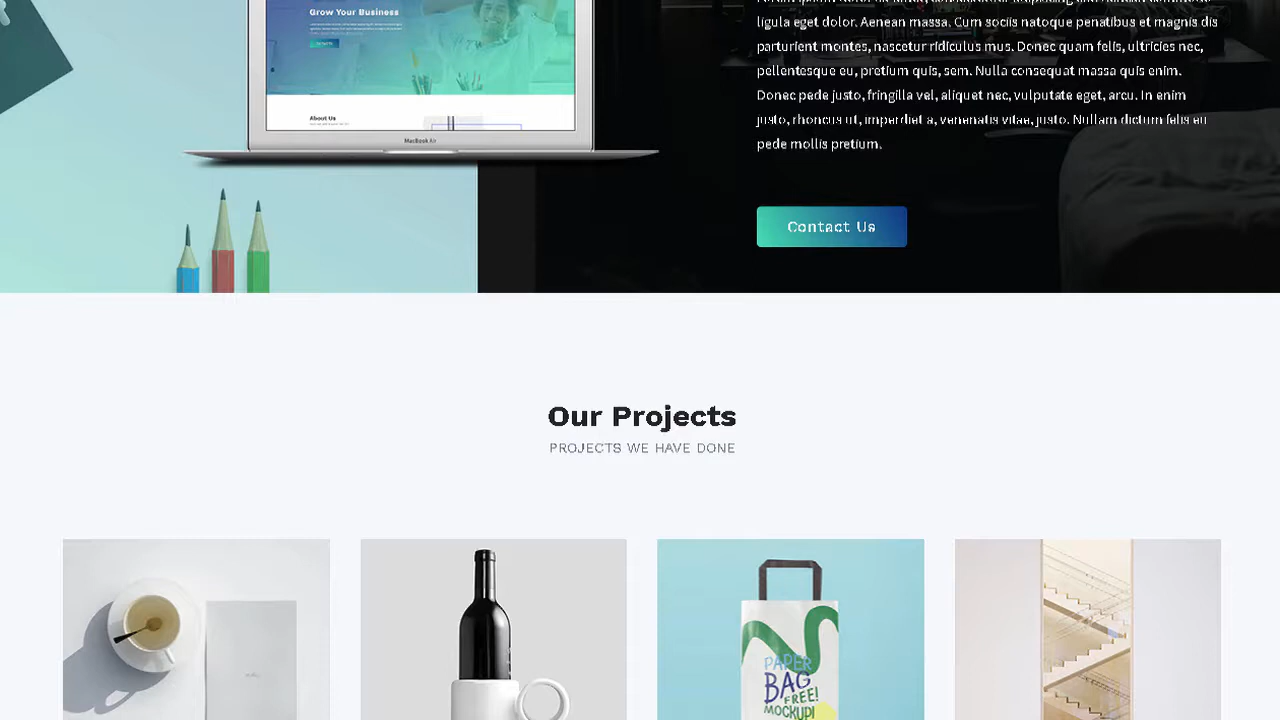 Grow Your Business
ligula eget dolor. Aenean massa. Cum sociis natoque penatibus et magnis dis
parturient montes, nascetur ridiculus mus. Donec quam felis, ultricies nec,
pellentesque eu, pretium quis, sem. Nulla consequat massa quis enim.
Donec pede justo, fringilla vel, aliquet nec, vulputate eget, arcu. In enim
justo, rhoncus ut, imperdiet a, venenatis vitae, justo. Nullam dictum felis eu
pede mollis pretium.
About Us
MacBook Air
Contact Us
Our Projects
PROJECTS WE HAVE DONE
PAPER
BAG
FREE!
MOCKUP!